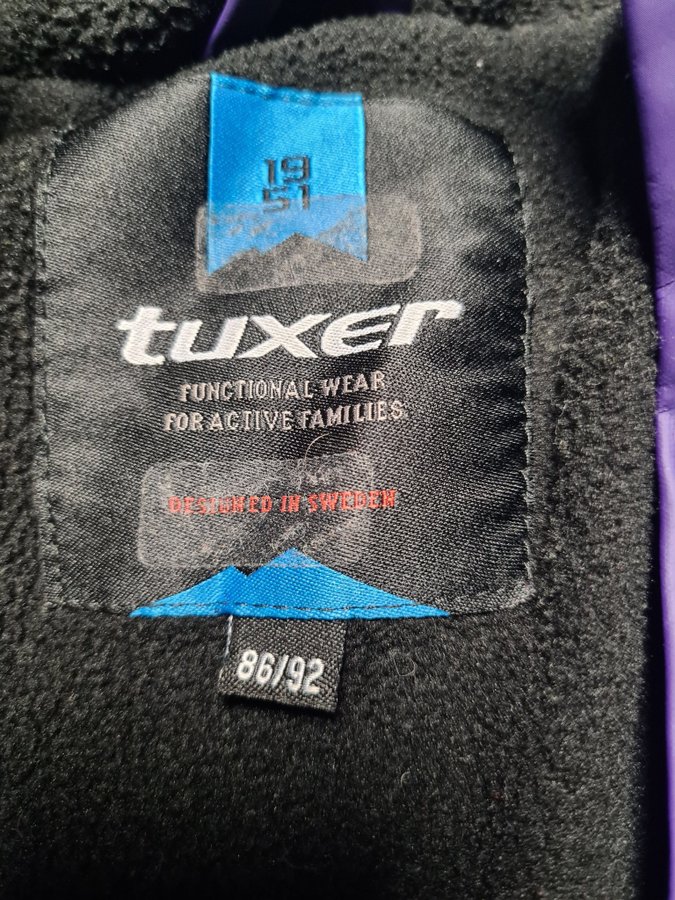 19
51
tuxer
FUNCTIONAL WEAR
FOR ACTIVE FAMILIES
DESIGNED IN SWEDEN
86/92